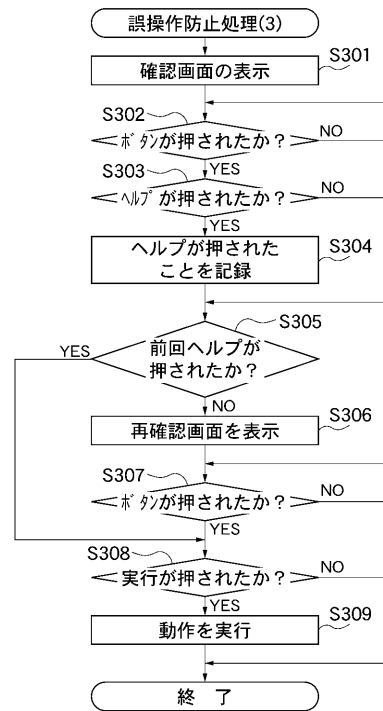 誤操作防止処理(3)
S301
確認画面の表示
S302
ボタンが押されたか？
NO
YES
S303
ヘルプが押されたか？
NO
YES
S304
ヘルプが押された
ことを記録
S305
YES
前回ヘルプが
押されたか？
NO
S306
再確認画面を表示
S307
ボタンが押されたか？
NO
YES
S308
実行が押されたか？
NO
YES
S309
動作を実行
終 了